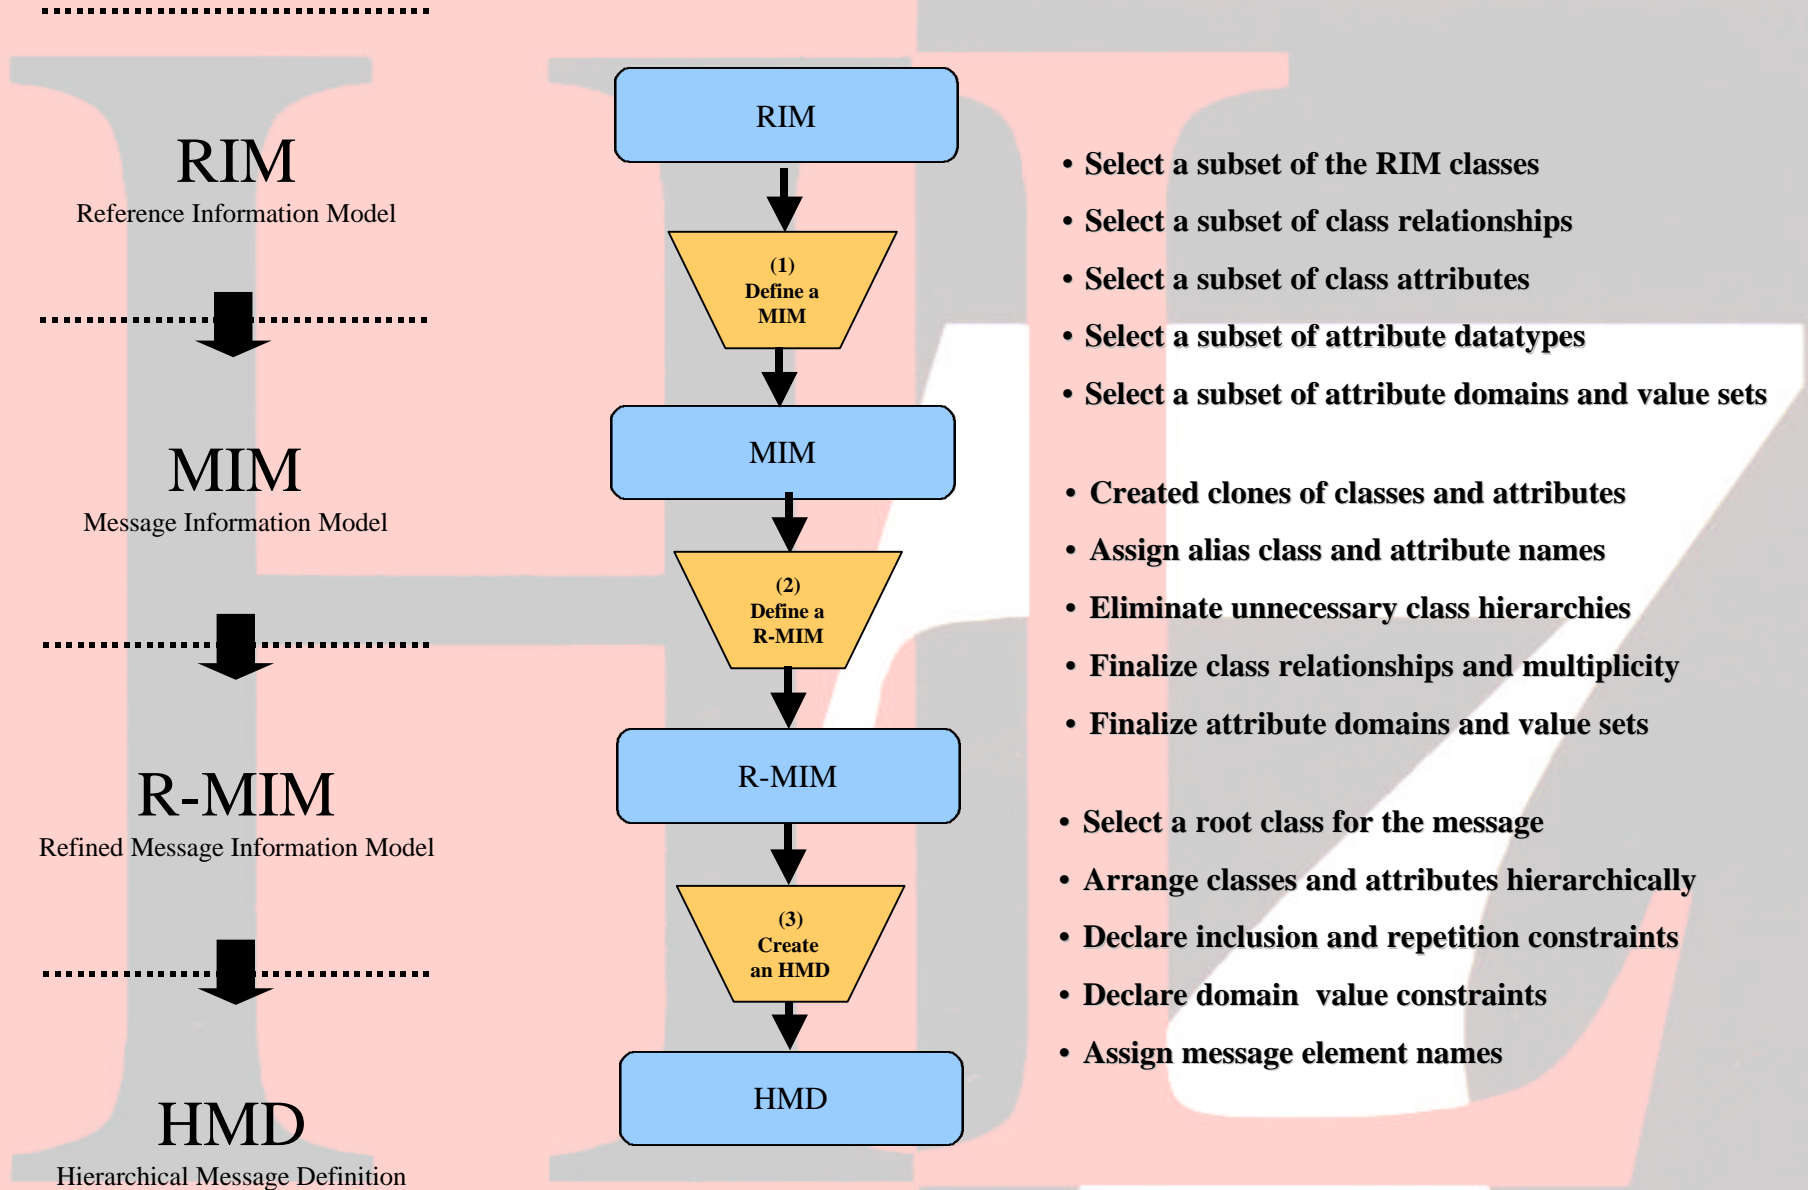 RIM
Reference Information Model
MIM
Message Information Model
R-MIM
Refined Message Information Model
HMD
Hierarchical Message Definition
RIM
(1)
Define a
MIM
MIM
(2)
Define a
R-MIM
R-MIM
(3)
Create
an HMD
HMD
• Select a subset of the RIM classes
• Select a subset of class relationships
• Select a subset of class attributes
• Select a subset of attribute datatypes
• Select a subset of attribute domains and value sets
• Created clones of classes and attributes
• Assign alias class and attribute names
• Eliminate unnecessary class hierarchies
• Finalize class relationships and multiplicity
• Finalize attribute domains and value sets
• Select a root class for the message
• Arrange classes and attributes hierarchically
• Declare inclusion and repetition constraints
• Declare domain  value constraints
• Assign message element names